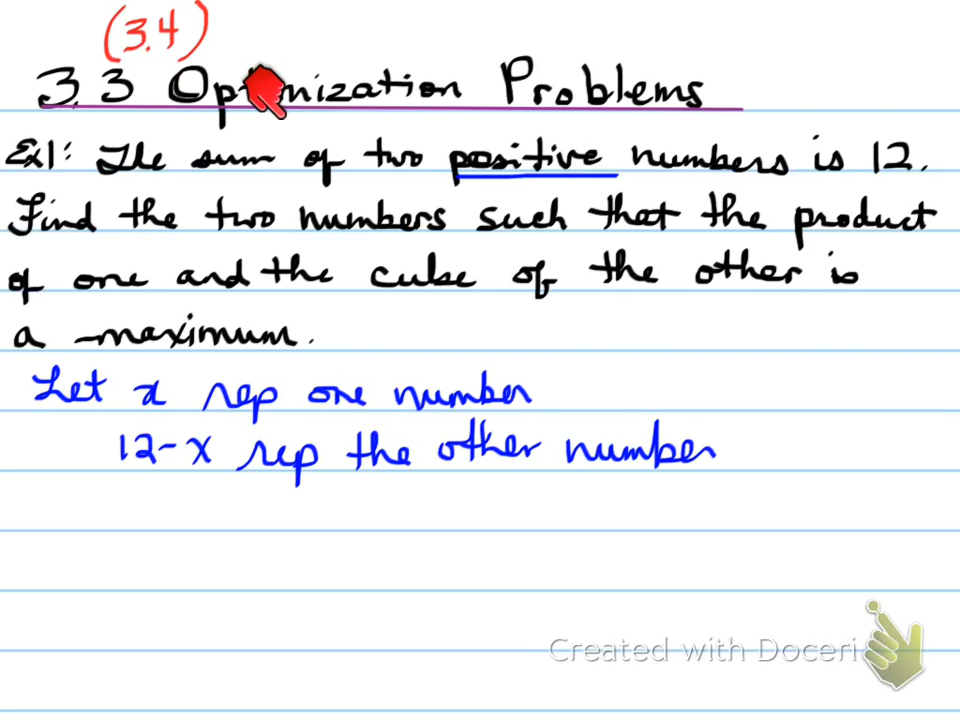 (3.4)
3.3 Optimization Problems
Ex1: The sum of two positive numbers is 12.
Find the two numbers such that the product
of one and the cube of the other is
a maximum.
Let x rep one number
12-x rep the other number
Created with Doceri